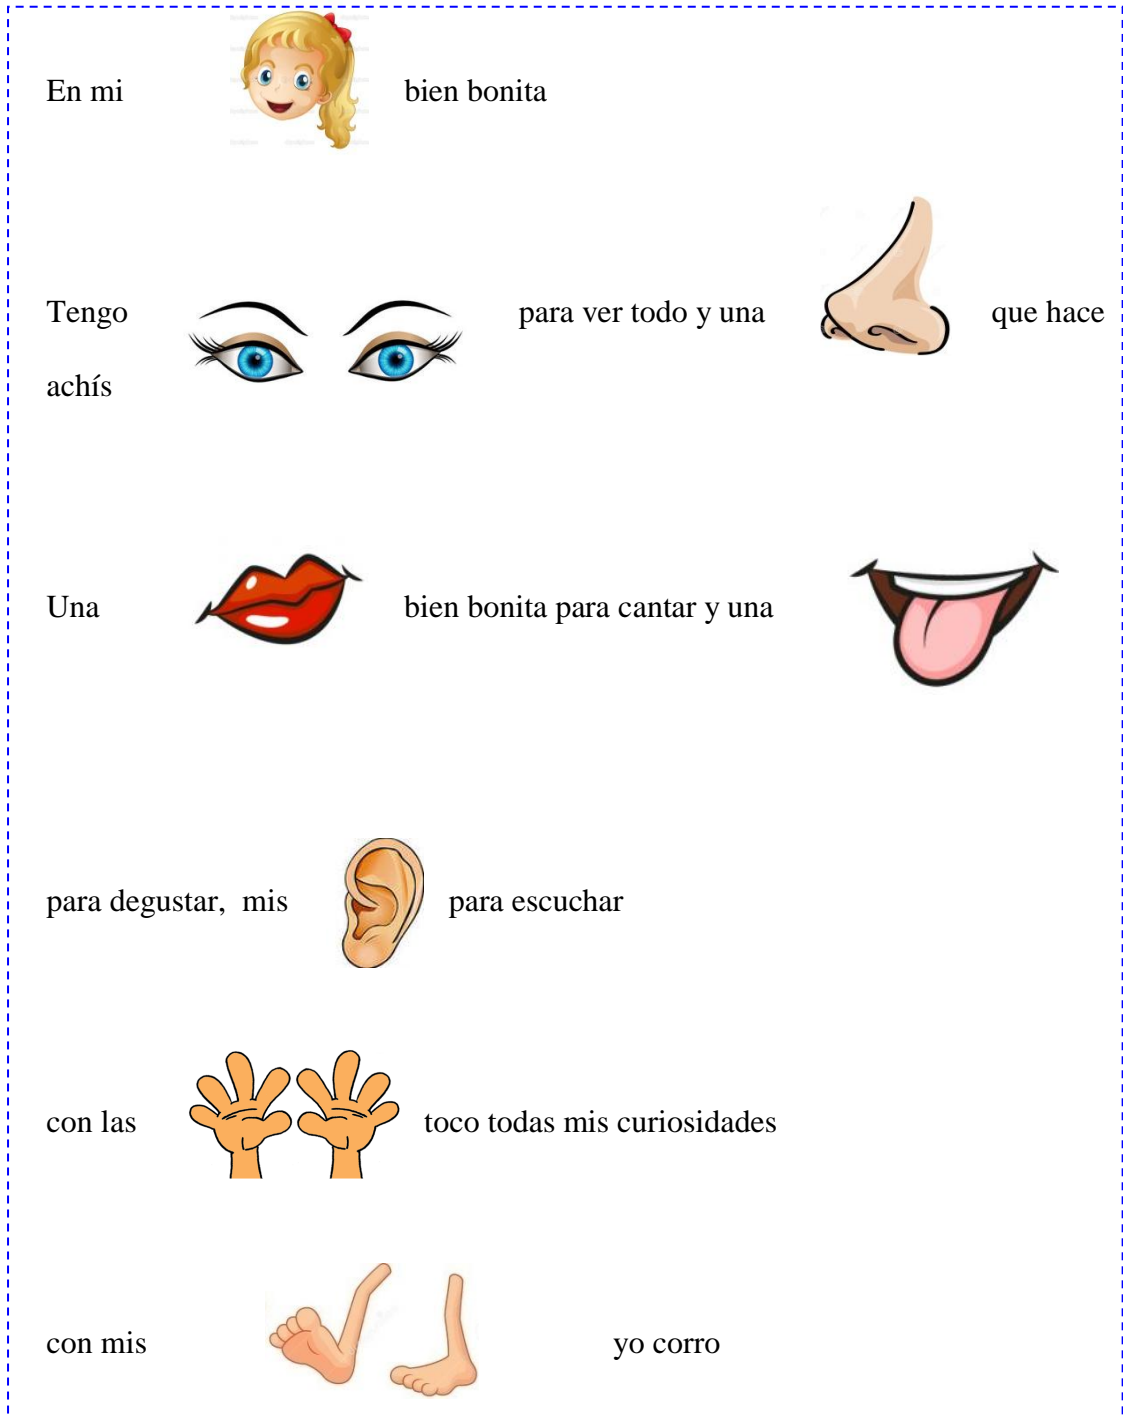 En mi bien bonita
Tengo para ver todo y una que hace
achís
Una bien bonita para cantar y una
para degustar, mis para escuchar
con las toco todas mis curiosidades
con mis yo corro